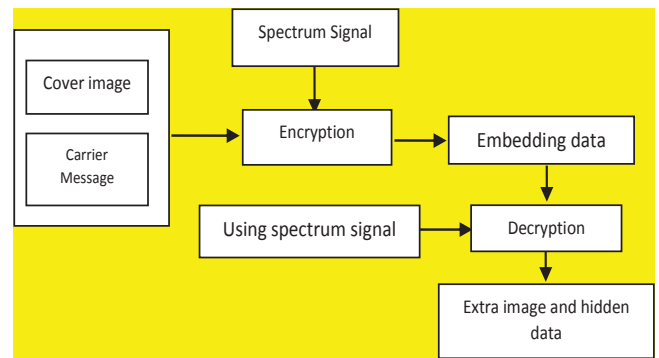 Spectrum Signal
Cover image
Encryption
Carrier
Message
Embedding data
Using spectrum signal
Decryption
Extra image and hidden
data